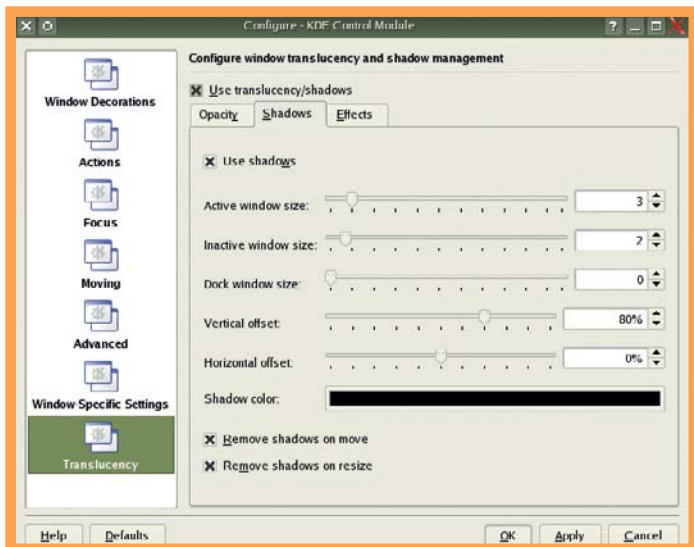 Configure - KDE Control Module
Window Decorations
Actions
Focus
Moving
Advanced
Window Specific Settings
Translucency
Configure window translucency and shadow management
Use translucency/shadows
Opacity Shadows Effects
Use shadows
Active window size: 3
Inactive window size: 2
Dock window size: 0
Vertical offset: 80%
Horizontal offset: 0%
Shadow color:
Remove shadows on move
Remove shadows on resize
Help Defaults OK Apply Cancel